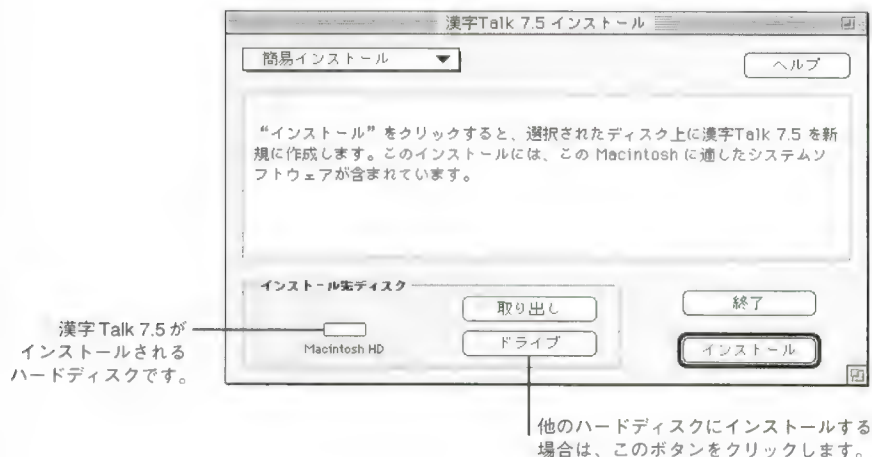 漢字Talk 7.5 インストール
簡易インストール
ヘルプ
“インストール”をクリックすると、選択されたディスク上に漢字Talk 7.5 を新
規に作成します。このインストールには、この Macintosh に適したシステムソ
フトウェアが含まれています。
インストール先ディスク
取り出し
終了
Macintosh HD
ドライブ
インストール
漢字 Talk 7.5 が
インストールされる
ハードディスクです。
他のハードディスクにインストールする
場合は、このボタンをクリックします。